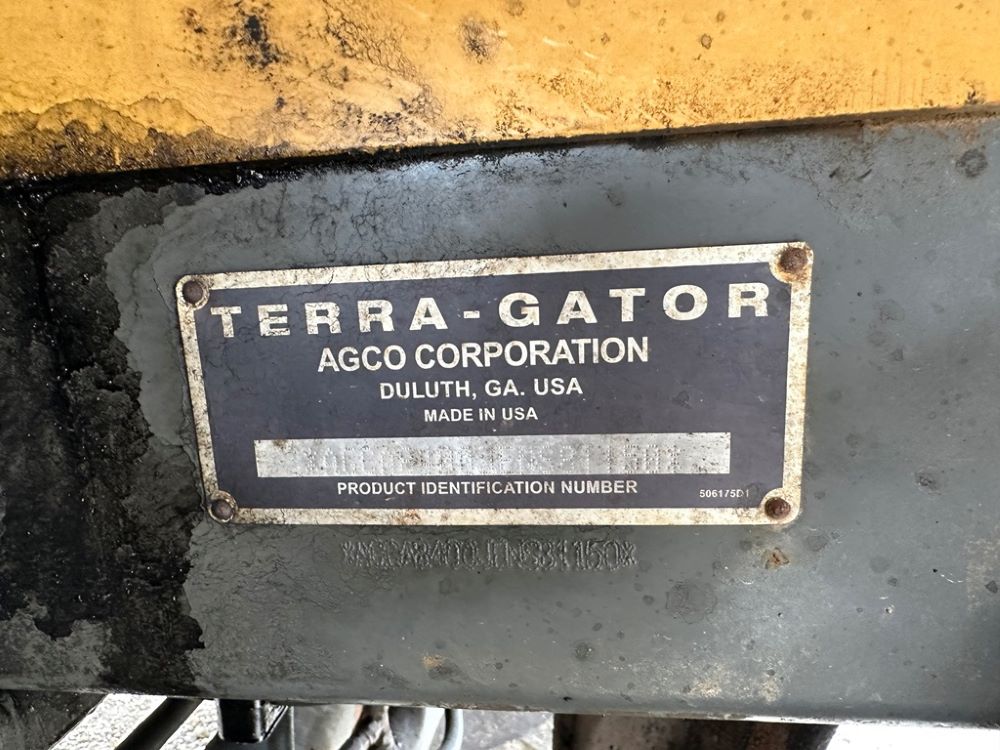 TERRA-GATOR
AGCO CORPORATION
DULUTH, GA. USA
MADE IN USA
PRODUCT IDENTIFICATION NUMBER
506175D1